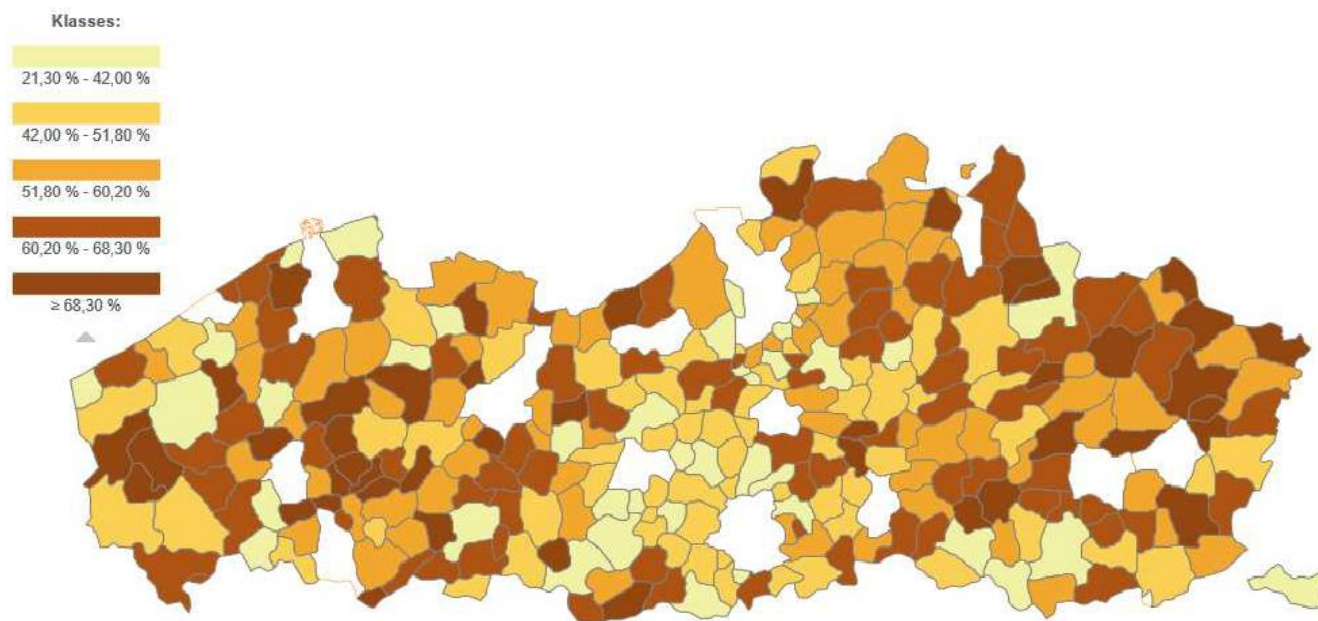 Klasses:
21,30 % - 42,00 %
42,00 % - 51,80 %
51,80 % - 60,20 %
60,20 % - 68,30 %
≥ 68,30 %